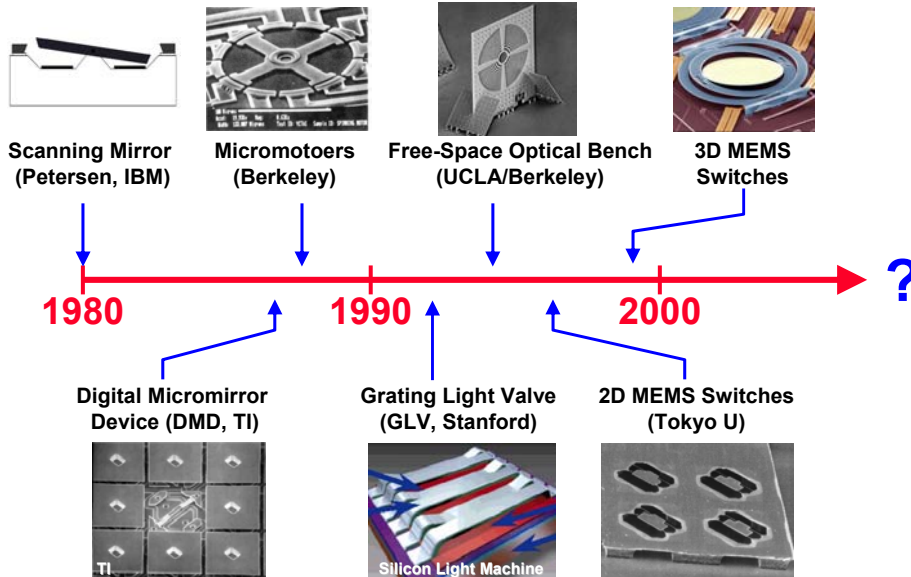 Scanning Mirror
(Petersen, IBM)
Micromotoers
(Berkeley)
Free-Space Optical Bench
(UCLA/Berkeley)
3D MEMS
Switches
1980
1990
2000
?
Digital Micromirror
Device (DMD, TI)
Grating Light Valve
(GLV, Stanford)
2D MEMS Switches
(Tokyo U)
TI
Silicon Light Machine